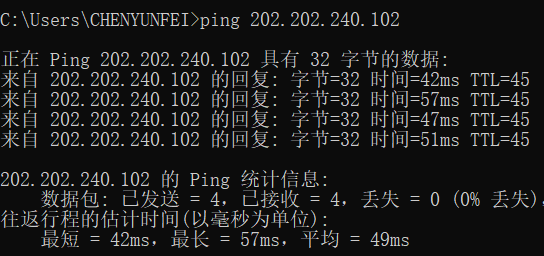 C:\Users\CHENYUNFEI>ping 202.202.240.102
正在 Ping 202.202.240.102 具有 32 字节的数据:
来自 202.202.240.102 的回复: 字节=32 时间=42ms TTL=45
来自 202.202.240.102 的回复: 字节=32 时间=57ms TTL=45
来自 202.202.240.102 的回复: 字节=32 时间=47ms TTL=45
来自 202.202.240.102 的回复: 字节=32 时间=51ms TTL=45
202.202.240.102 的 Ping 统计信息:
数据包: 已发送 = 4，已接收 = 4，丢失 = 0 (0% 丢失)，
往返行程的估计时间(以毫秒为单位):
最短 = 42ms，最长 = 57ms，平均 = 49ms